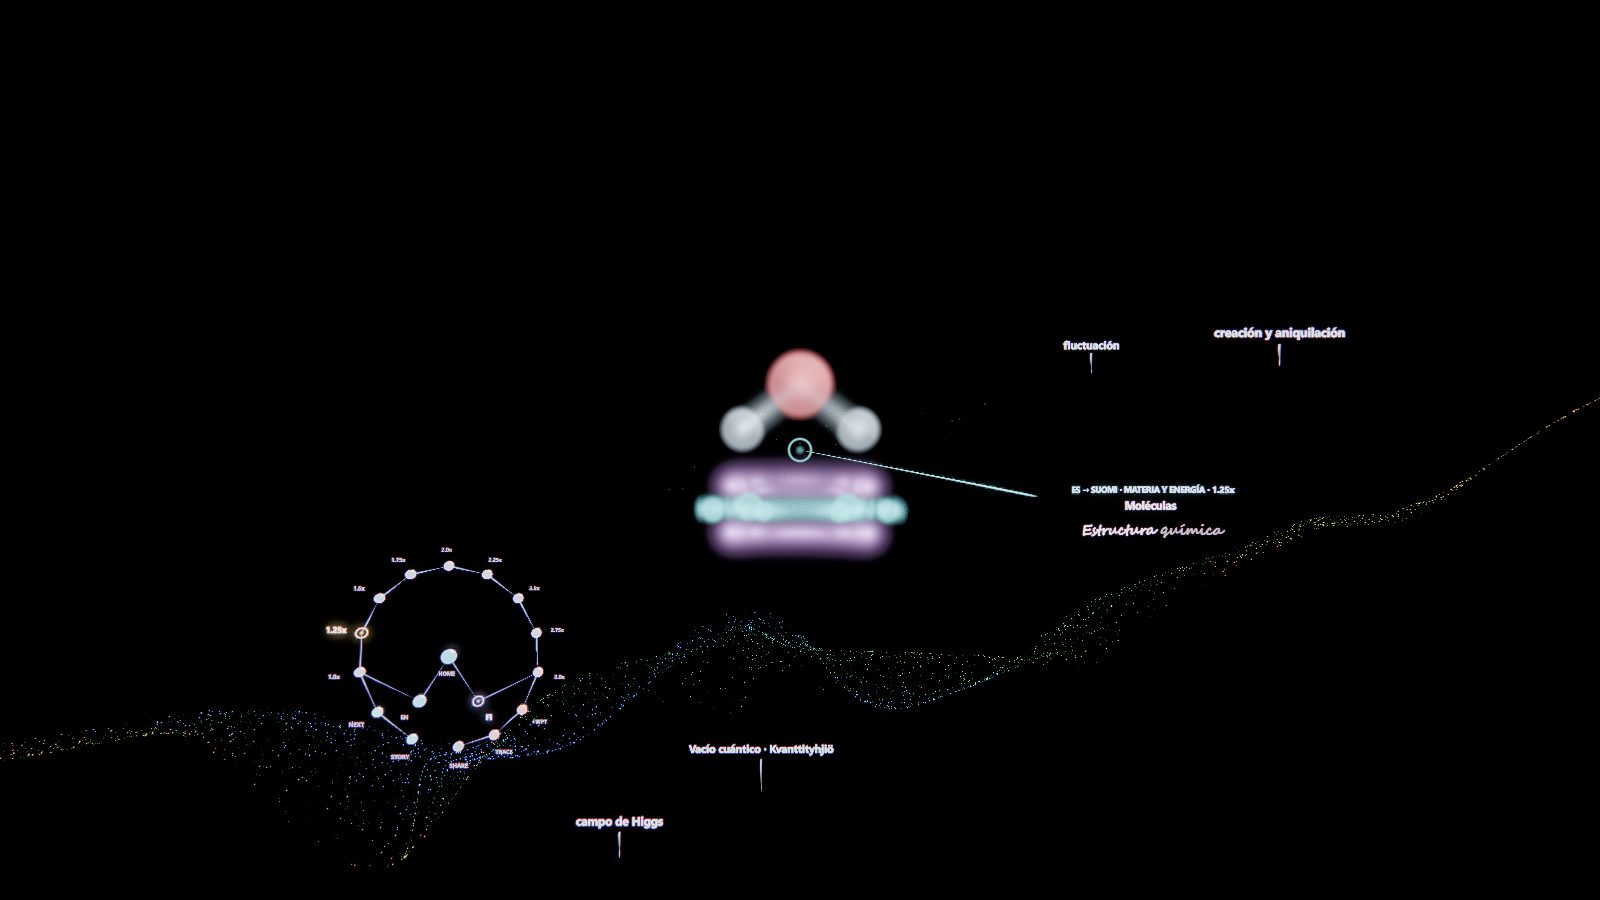 creación y aniquilación
fluctuación
ES → SUOMI · MATERIA Y ENERGÍA · 1.25x
Moléculas
Estructura química
2.0x
1.75x
2.25x
1.5x
2.5x
1.25x
2.75x
HOME
1.0x
3.0x
EN
FI
NEXT
STORY
SHARE
TRACE
Vacío cuántico · Kvanttityhjiö
campo de Higgs